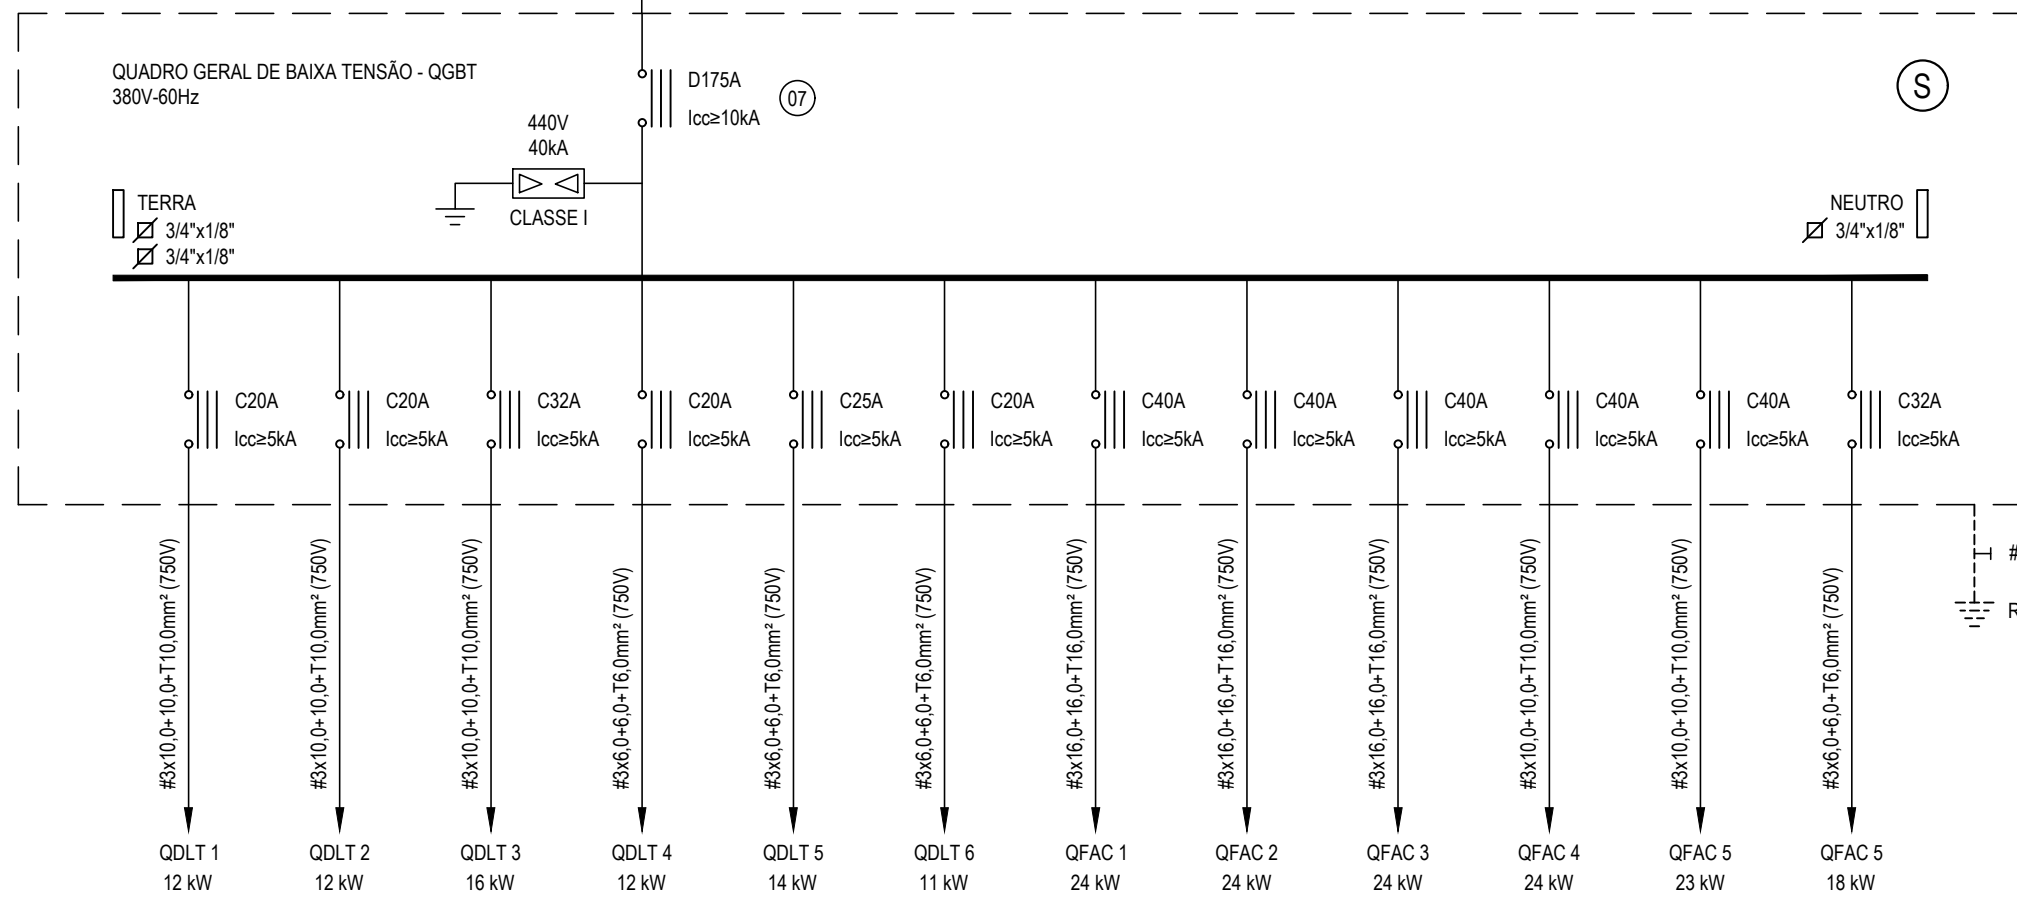 QUADRO GERAL DE BAIXA TENSÃO - QGBT
380V-60Hz
D175A
Icc≥10kA
07
S
440V
40kA
CLASSE I
TERRA
3/4"x1/8"
3/4"x1/8"
NEUTRO
3/4"x1/8"
C20A
Icc≥5kA
C20A
Icc≥5kA
C32A
Icc≥5kA
C20A
Icc≥5kA
C25A
Icc≥5kA
C20A
Icc≥5kA
C40A
Icc≥5kA
C40A
Icc≥5kA
C40A
Icc≥5kA
C40A
Icc≥5kA
C40A
Icc≥5kA
C32A
Icc≥5kA
#3x10,0+10,0+T10,0mm² (750V)
#3x10,0+10,0+T10,0mm² (750V)
#3x10,0+10,0+T10,0mm² (750V)
#3x6,0+6,0+T6,0mm² (750V)
#3x6,0+6,0+T6,0mm² (750V)
#3x6,0+6,0+T6,0mm² (750V)
#3x16,0+16,0+T16,0mm² (750V)
#3x16,0+16,0+T16,0mm² (750V)
#3x16,0+16,0+T16,0mm² (750V)
#3x10,0+10,0+T10,0mm² (750V)
#3x10,0+10,0+T10,0mm² (750V)
#3x6,0+6,0+T6,0mm² (750V)
#
R
QDLT 1
12 kW
QDLT 2
12 kW
QDLT 3
16 kW
QDLT 4
12 kW
QDLT 5
14 kW
QDLT 6
11 kW
QFAC 1
24 kW
QFAC 2
24 kW
QFAC 3
24 kW
QFAC 4
24 kW
QFAC 5
23 kW
QFAC 5
18 kW